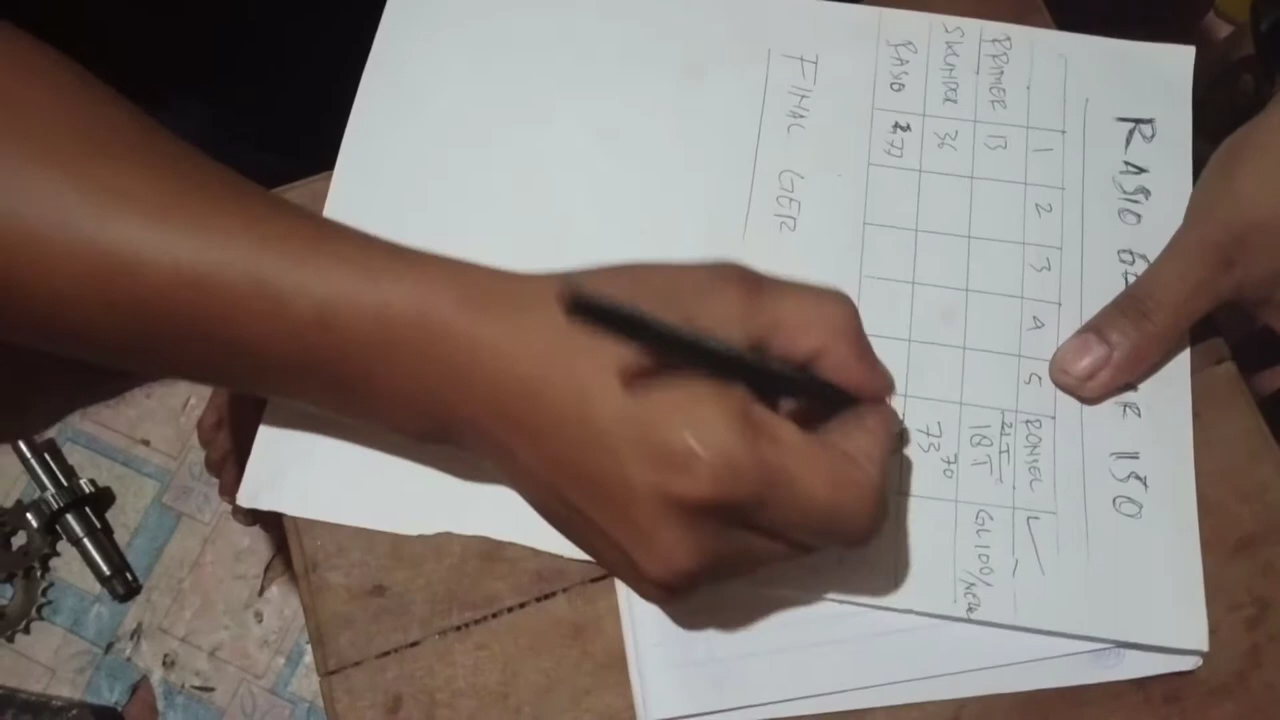 RASIO GE R 150
1 2 3 4 5 RONSEL
PRIMER 13 21T 18T GL100/NEW
SKUNDER 36 73 70
RASIO 2,77
FINAL GER